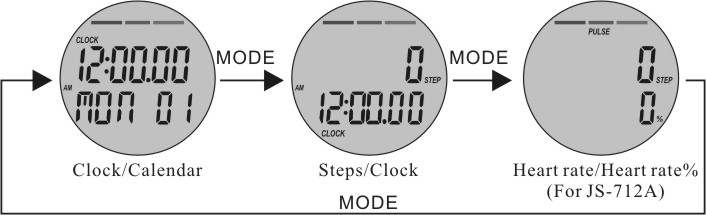 CLOCK
12:00.00
AM
MON 01
Clock/Calendar
MODE
0
STEP
AM
12:00.00
CLOCK
Steps/Clock
MODE
PULSE
0
STEP
0
%
Heart rate/Heart rate%
(For JS-712A)
MODE